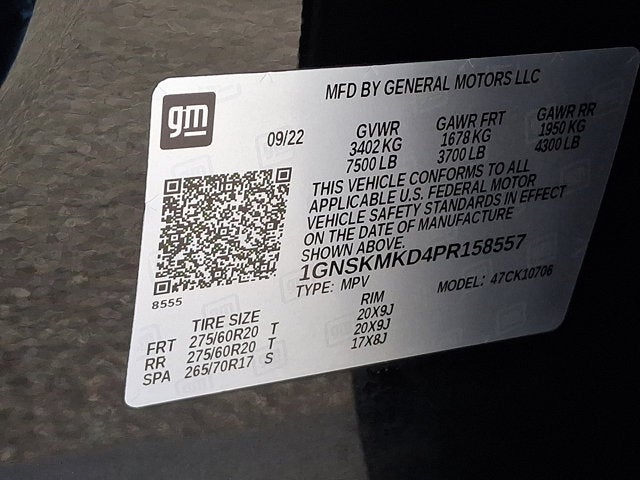 MFD BY GENERAL MOTORS LLC
gm
09/22
GVWR GAWR FRT GAWR RR
3402 KG 1678 KG 1950 KG
7500 LB 3700 LB 4300 LB
THIS VEHICLE CONFORMS TO ALL
APPLICABLE U.S. FEDERAL MOTOR
VEHICLE SAFETY STANDARDS IN EFFECT
ON THE DATE OF MANUFACTURE
SHOWN ABOVE.
1GNSKMKD4PR158557
TYPE: MPV MODEL: 47CK10706
8555
TIRE SIZE RIM
FRT 275/60R20 T 20X9J
RR 275/60R20 T 20X9J
SPA 265/70R17 S 17X8J